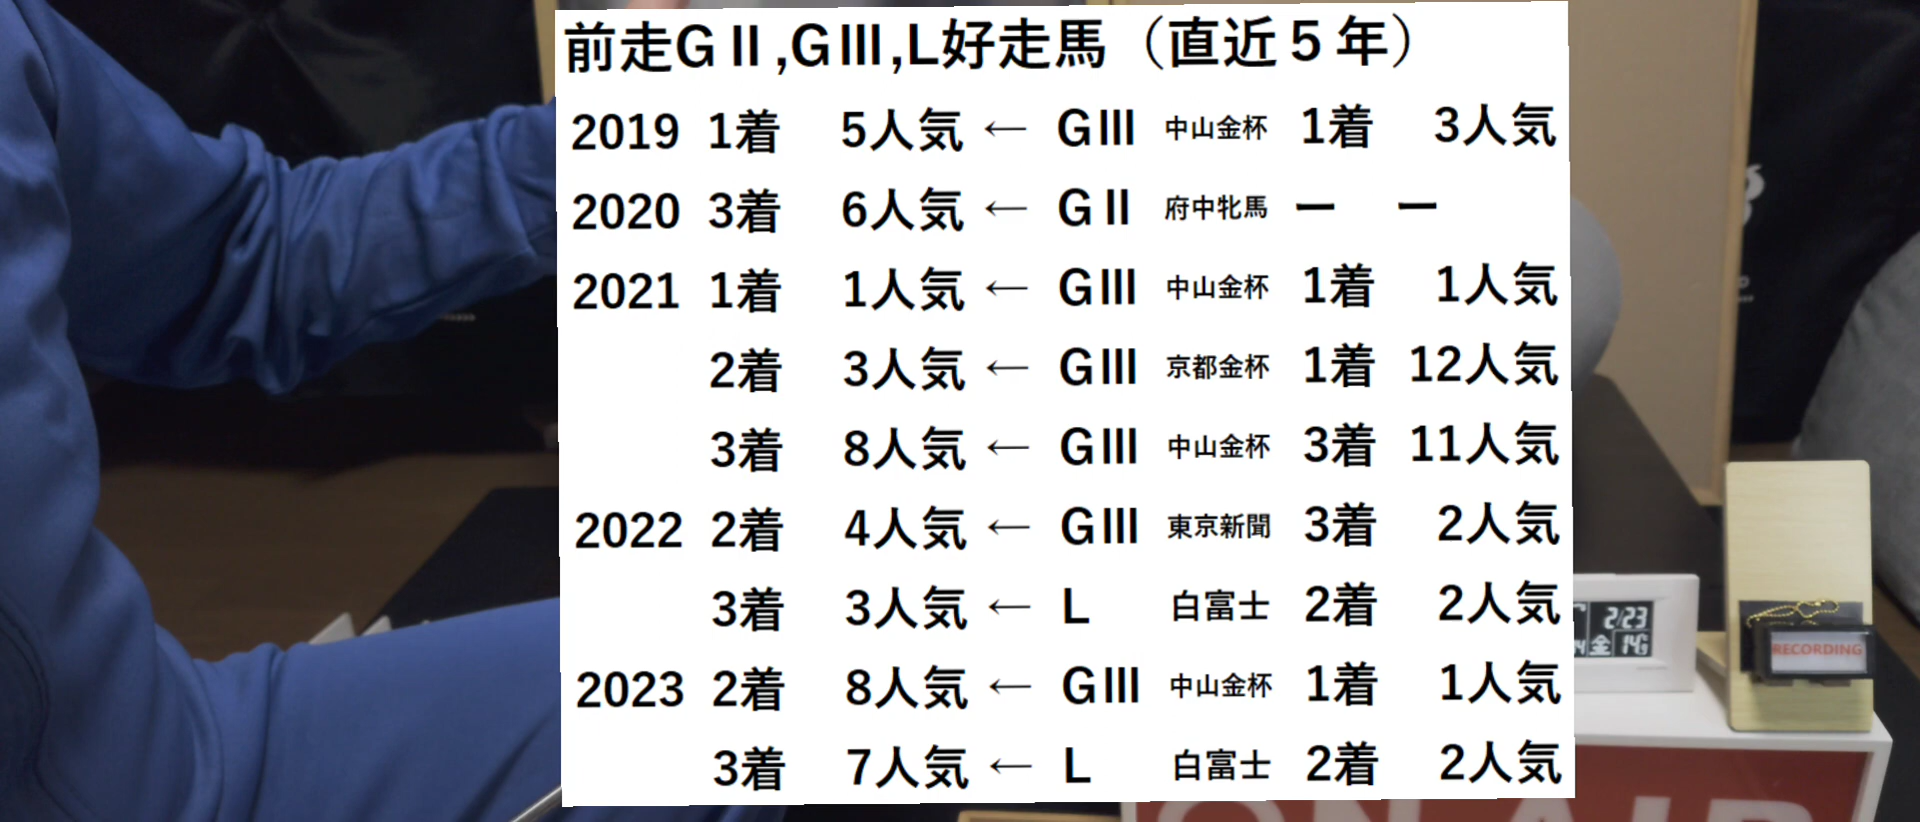 前走GⅡ,GⅢ,L好走馬（直近５年）
2019 1着 5人気 ← GⅢ 中山金杯 1着 3人気
2020 3着 6人気 ← GⅡ 府中牝馬 ー ー
2021 1着 1人気 ← GⅢ 中山金杯 1着 1人気
2着 3人気 ← GⅢ 京都金杯 1着 12人気
3着 8人気 ← GⅢ 中山金杯 3着 11人気
2022 2着 4人気 ← GⅢ 東京新聞 3着 2人気
3着 3人気 ← L 白富士 2着 2人気
2023 2着 8人気 ← GⅢ 中山金杯 1着 1人気
3着 7人気 ← L 白富士 2着 2人気
2/23
金
RECORDING
ON AIR